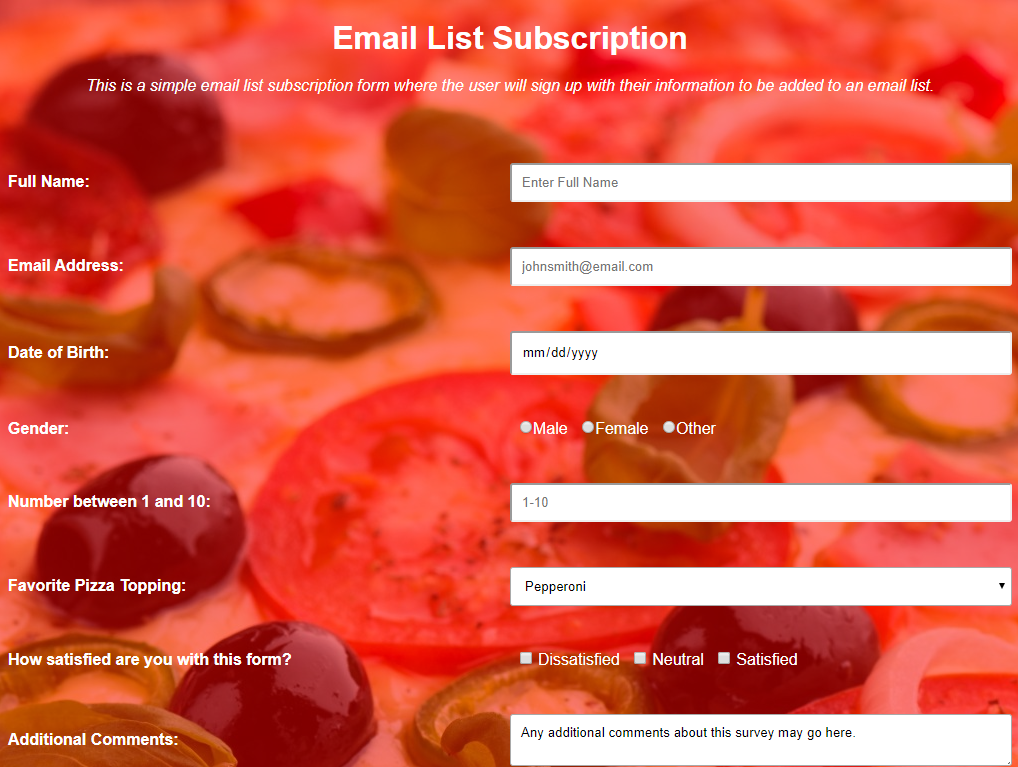 Email List Subscription
This is a simple email list subscription form where the user will sign up with their information to be added to an email list.
Full Name: Enter Full Name
Email Address: johnsmith@email.com
Date of Birth: mm/dd/yyyy
Gender: Male Female Other
Number between 1 and 10: 1-10
Favorite Pizza Topping: Pepperoni
How satisfied are you with this form? Dissatisfied Neutral Satisfied
Additional Comments: Any additional comments about this survey may go here.